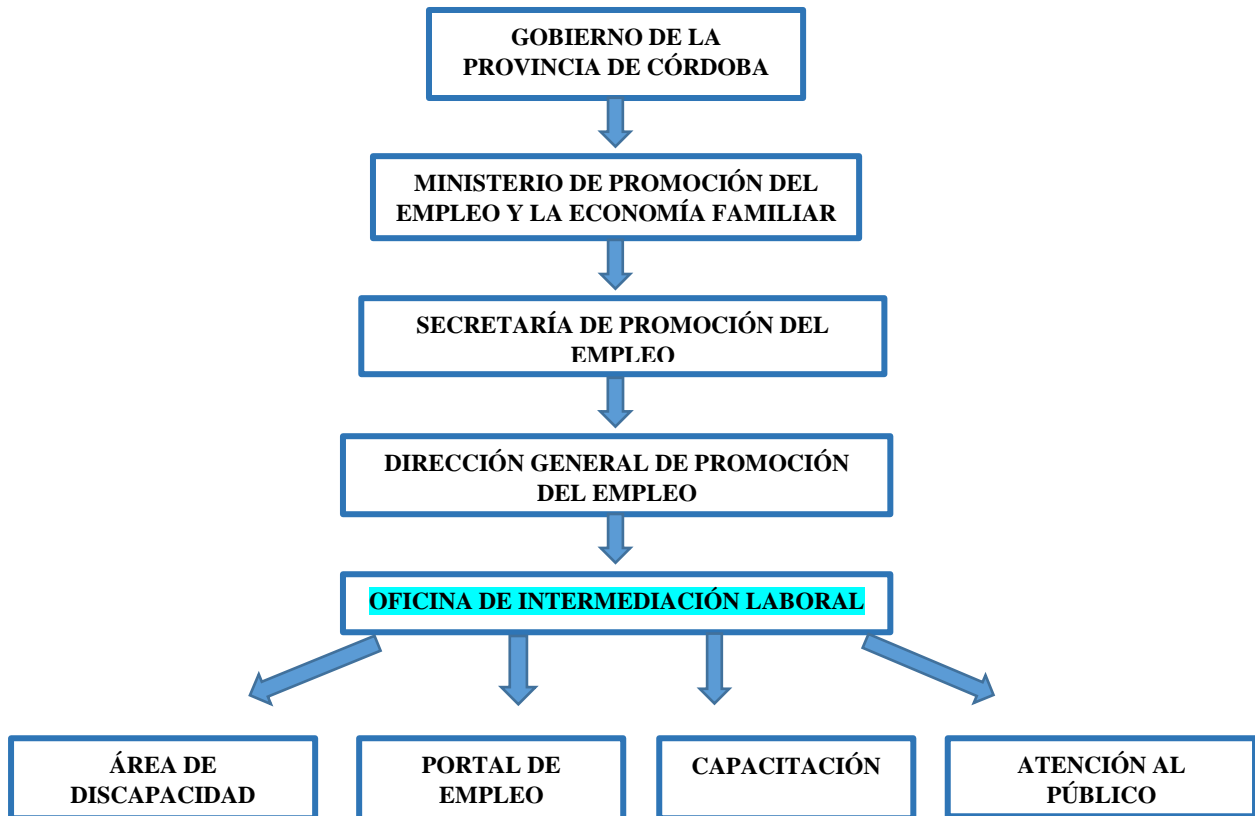 GOBIERNO DE LA
PROVINCIA DE CÓRDOBA
MINISTERIO DE PROMOCIÓN DEL
EMPLEO Y LA ECONOMÍA FAMILIAR
SECRETARÍA DE PROMOCIÓN DEL
EMPLEO
DIRECCIÓN GENERAL DE PROMOCIÓN
DEL EMPLEO
OFICINA DE INTERMEDIACIÓN LABORAL
ÁREA DE
DISCAPACIDAD
PORTAL DE
EMPLEO
CAPACITACIÓN
ATENCIÓN AL
PÚBLICO